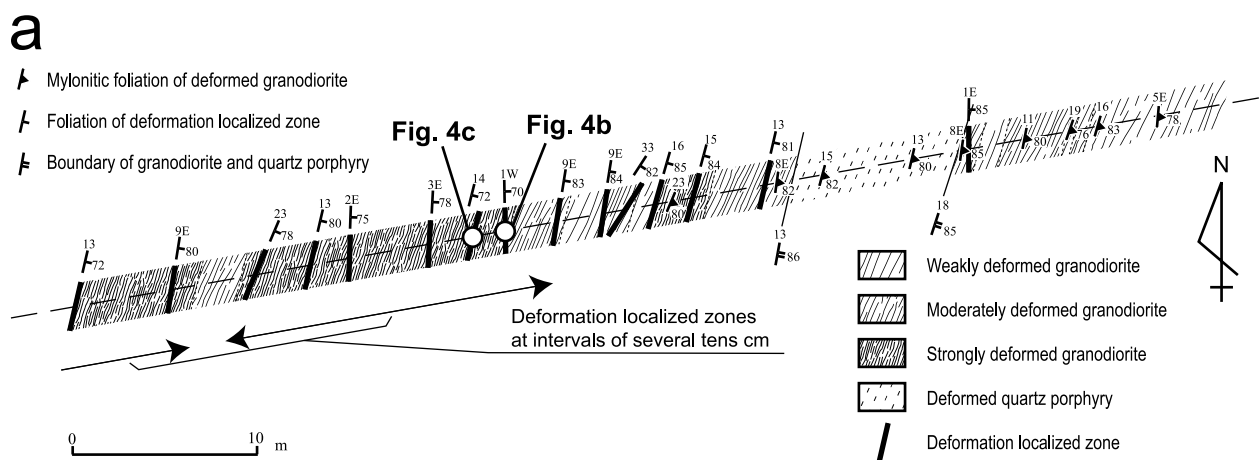 a
Mylonitic foliation of deformed granodiorite
Foliation of deformation localized zone
Boundary of granodiorite and quartz porphyry
Fig. 4c
Fig. 4b
13
72
9E
80
23
78
13
80
2E
75
3E
78
14
72
1W
70
9E
83
9E
84
33
82
16
85
23
80
15
84
13
81
8E
82
13
86
15
82
13
80
1E
85
8E
85
18
85
11
80
19
76
16
83
5E
78
N
Deformation localized zones
at intervals of several tens cm
Weakly deformed granodiorite
Moderately deformed granodiorite
Strongly deformed granodiorite
Deformed quartz porphyry
Deformation localized zone
0 10 m